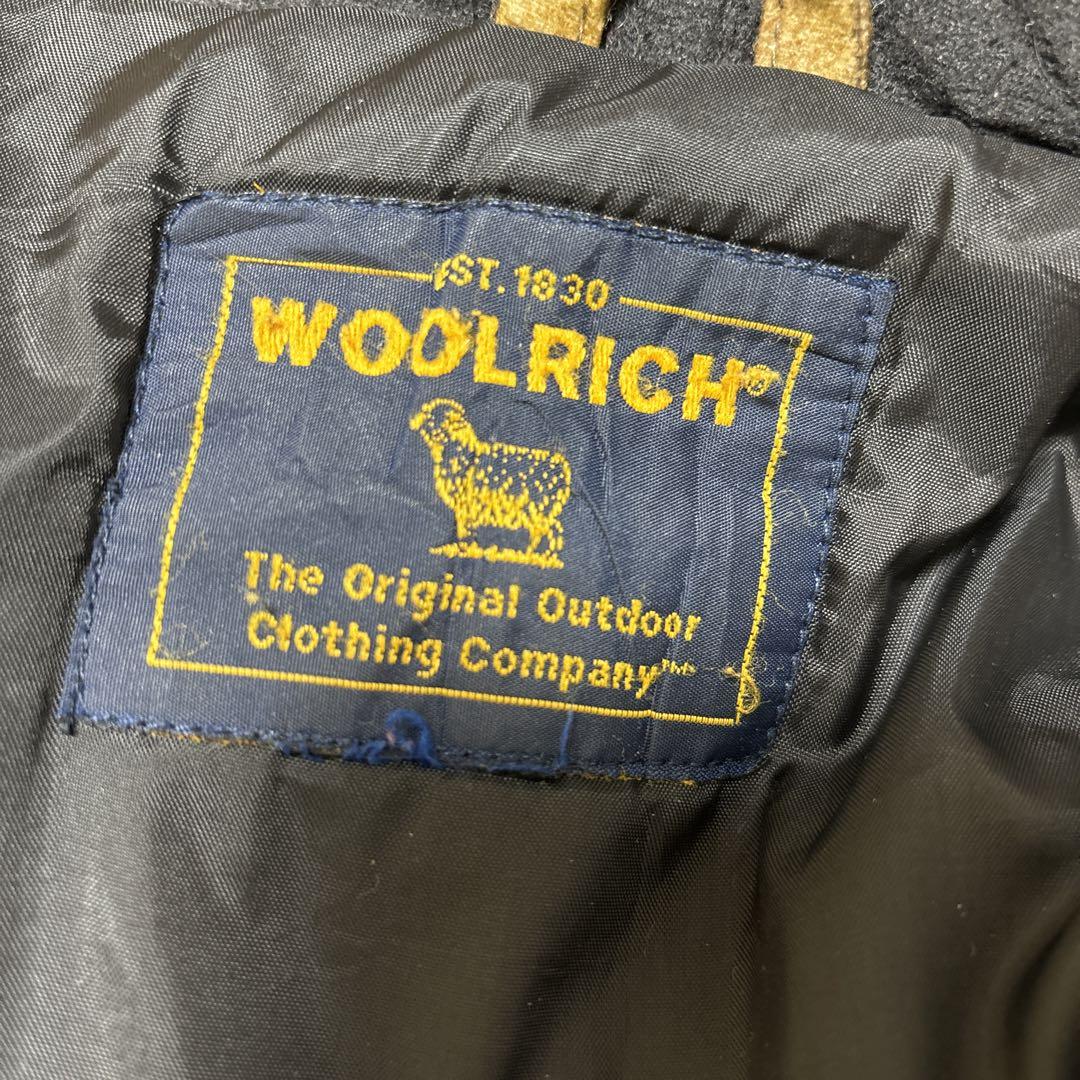 EST.1830
WOOLRICH®
The Original Outdoor
Clothing Company™